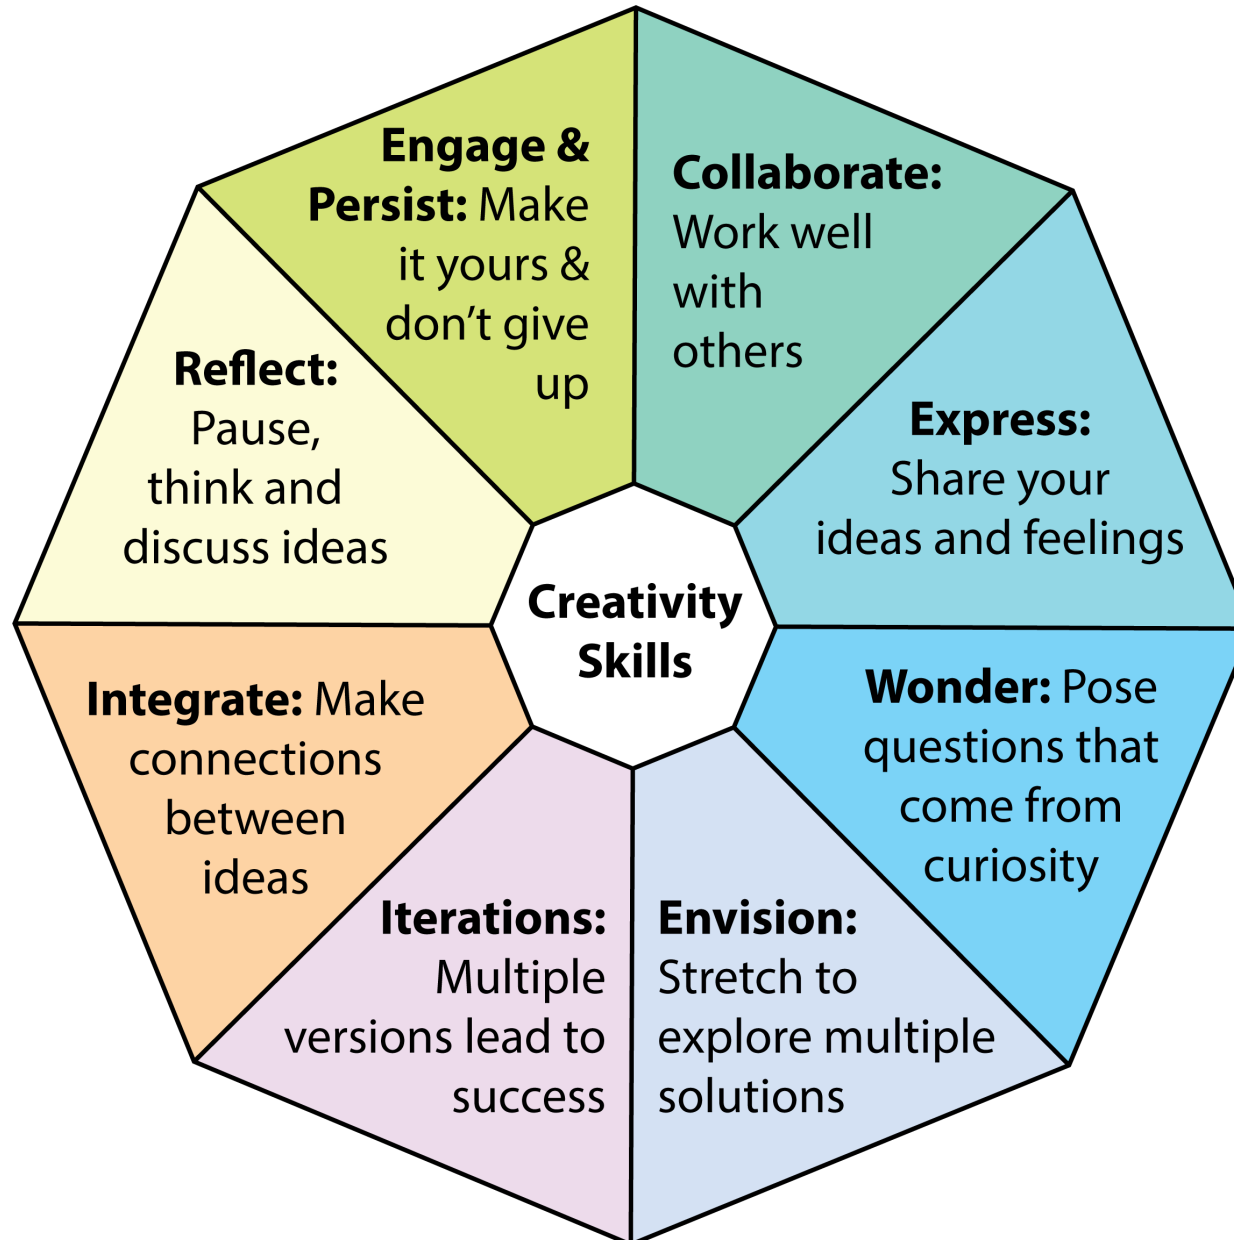 Engage &
Persist: Make
it yours &
don't give
up
Collaborate:
Work well
with
others
Express:
Share your
ideas and feelings
Wonder: Pose
questions that
come from
curiosity
Envision:
Stretch to
explore multiple
solutions
Iterations:
Multiple
versions lead to
success
Integrate: Make
connections
between
ideas
Reflect:
Pause,
think and
discuss ideas
Creativity
Skills